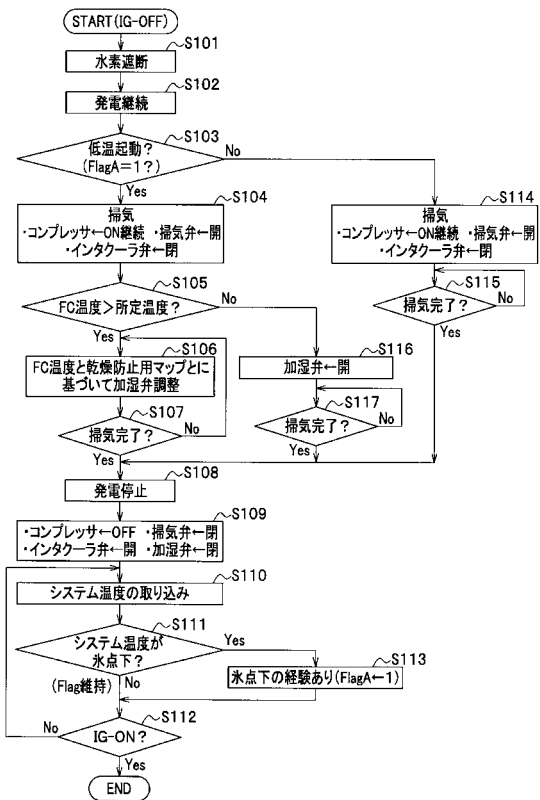 START(IG-OFF)
S101
水素遮断
S102
発電継続
S103
低温起動?
(FlagA=1?)
No
Yes
S104
掃気
・コンプレッサ←ON継続 ・掃気弁←開
・インタクーラ弁←閉
S114
掃気
・コンプレッサ←ON継続 ・掃気弁←開
・インタクーラ弁←閉
S105
FC温度>所定温度?
No
Yes
S115
掃気完了?
No
Yes
S106
FC温度と乾燥防止用マップとに
基づいて加湿弁調整
S116
加湿弁←開
S107
掃気完了?
No
Yes
S117
掃気完了?
No
Yes
S108
発電停止
S109
・コンプレッサ←OFF ・掃気弁←閉
・インタクーラ弁←開 ・加湿弁←閉
S110
システム温度の取り込み
S111
システム温度が
氷点下?
Yes
(Flag維持)
No
S113
氷点下の経験あり(FlagA←1)
S112
IG-ON?
No
Yes
END